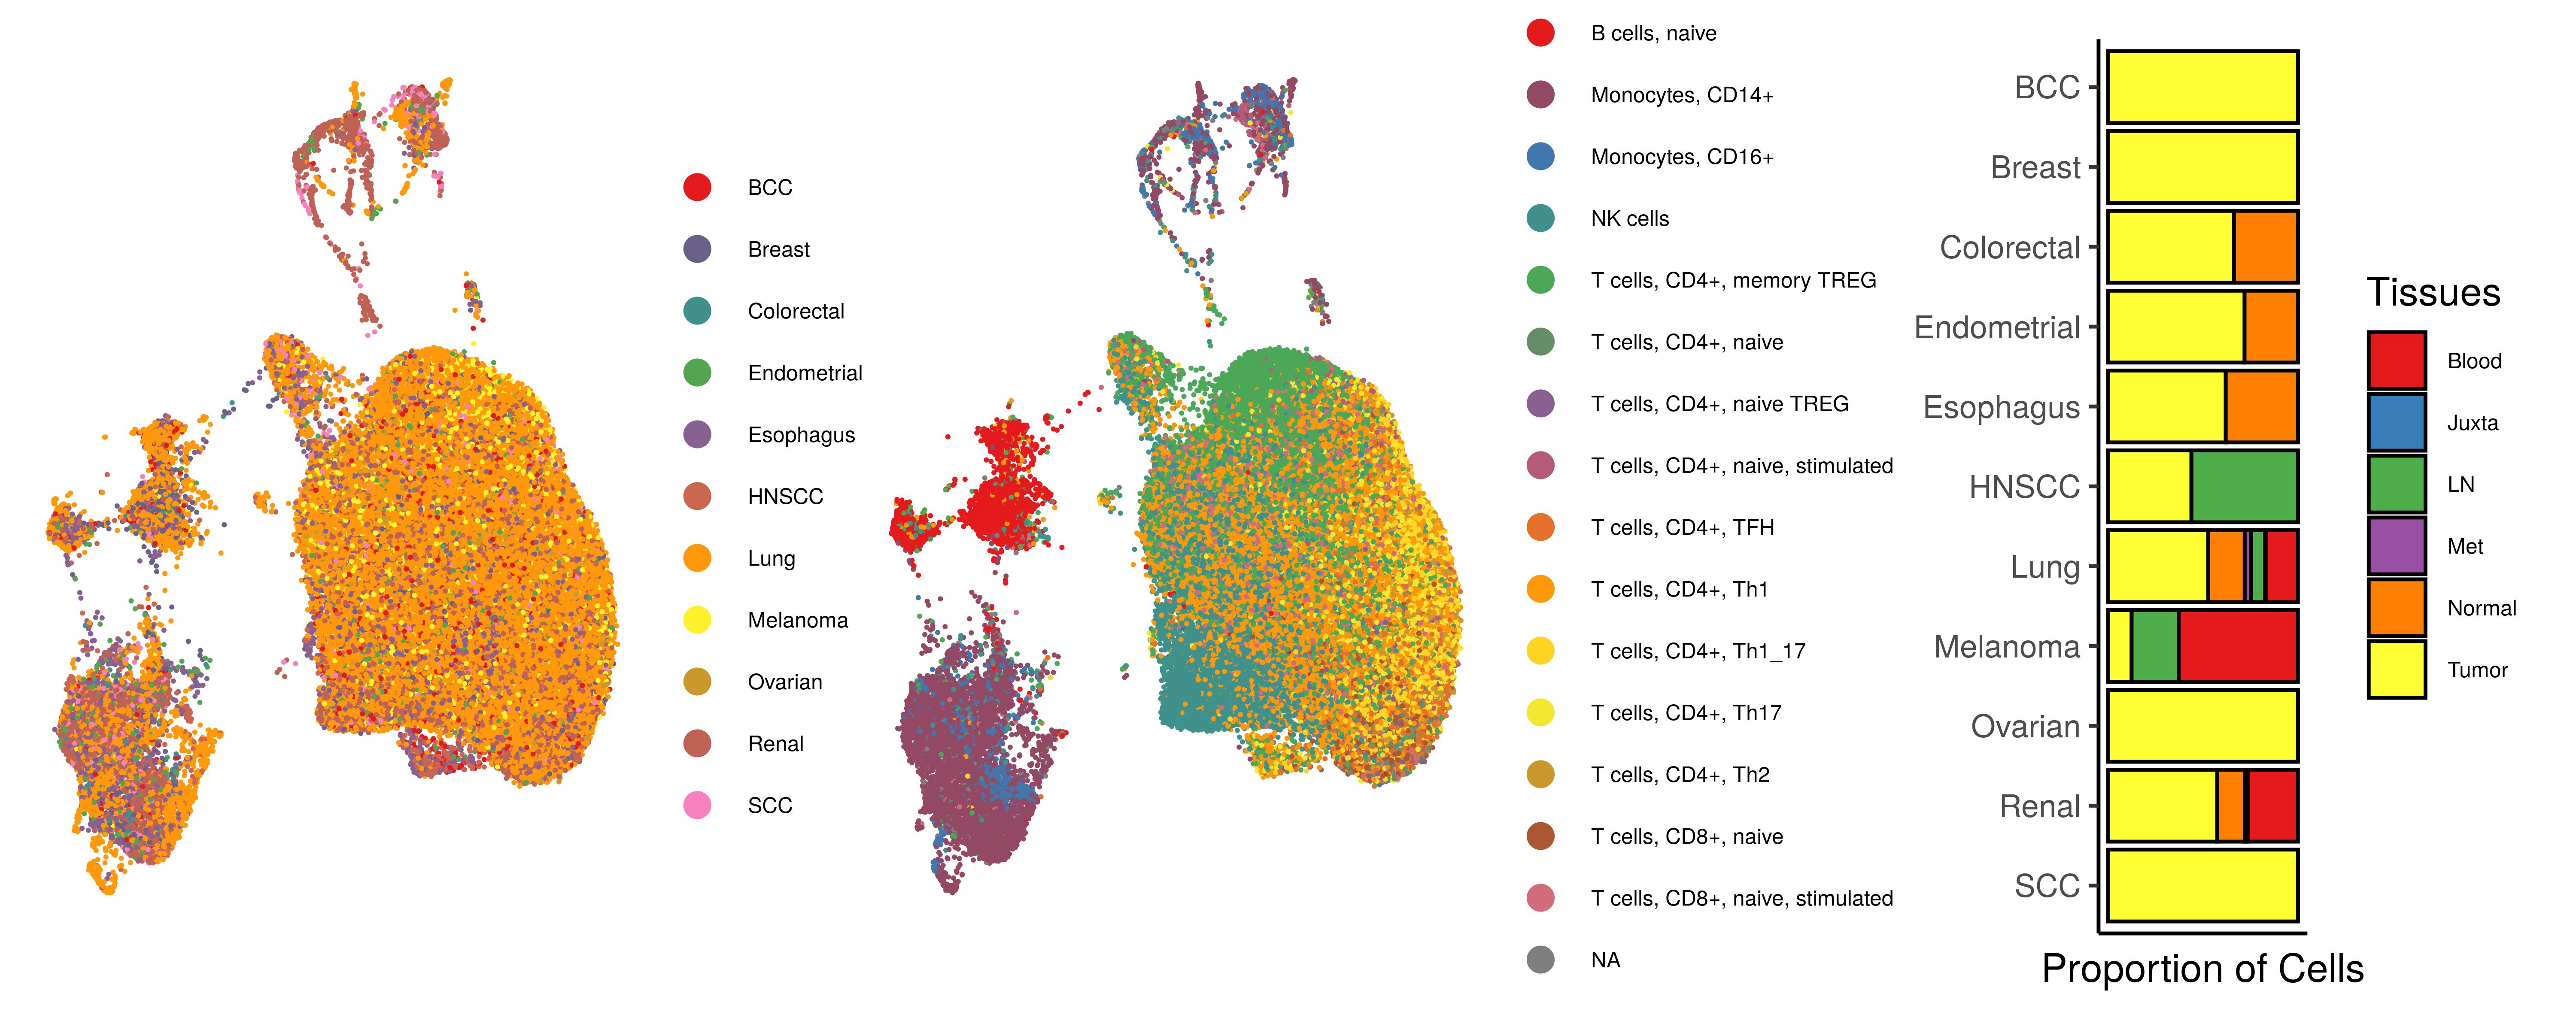 BCC
Breast
Colorectal
Endometrial
Esophagus
HNSCC
Lung
Melanoma
Ovarian
Renal
SCC
B cells, naive
Monocytes, CD14+
Monocytes, CD16+
NK cells
T cells, CD4+, memory TREG
T cells, CD4+, naive
T cells, CD4+, naive TREG
T cells, CD4+, naive, stimulated
T cells, CD4+, TFH
T cells, CD4+, Th1
T cells, CD4+, Th1_17
T cells, CD4+, Th17
T cells, CD4+, Th2
T cells, CD8+, naive
T cells, CD8+, naive, stimulated
NA
BCC
Breast
Colorectal
Endometrial
Esophagus
HNSCC
Lung
Melanoma
Ovarian
Renal
SCC
Proportion of Cells
Tissues
Blood
Juxta
LN
Met
Normal
Tumor